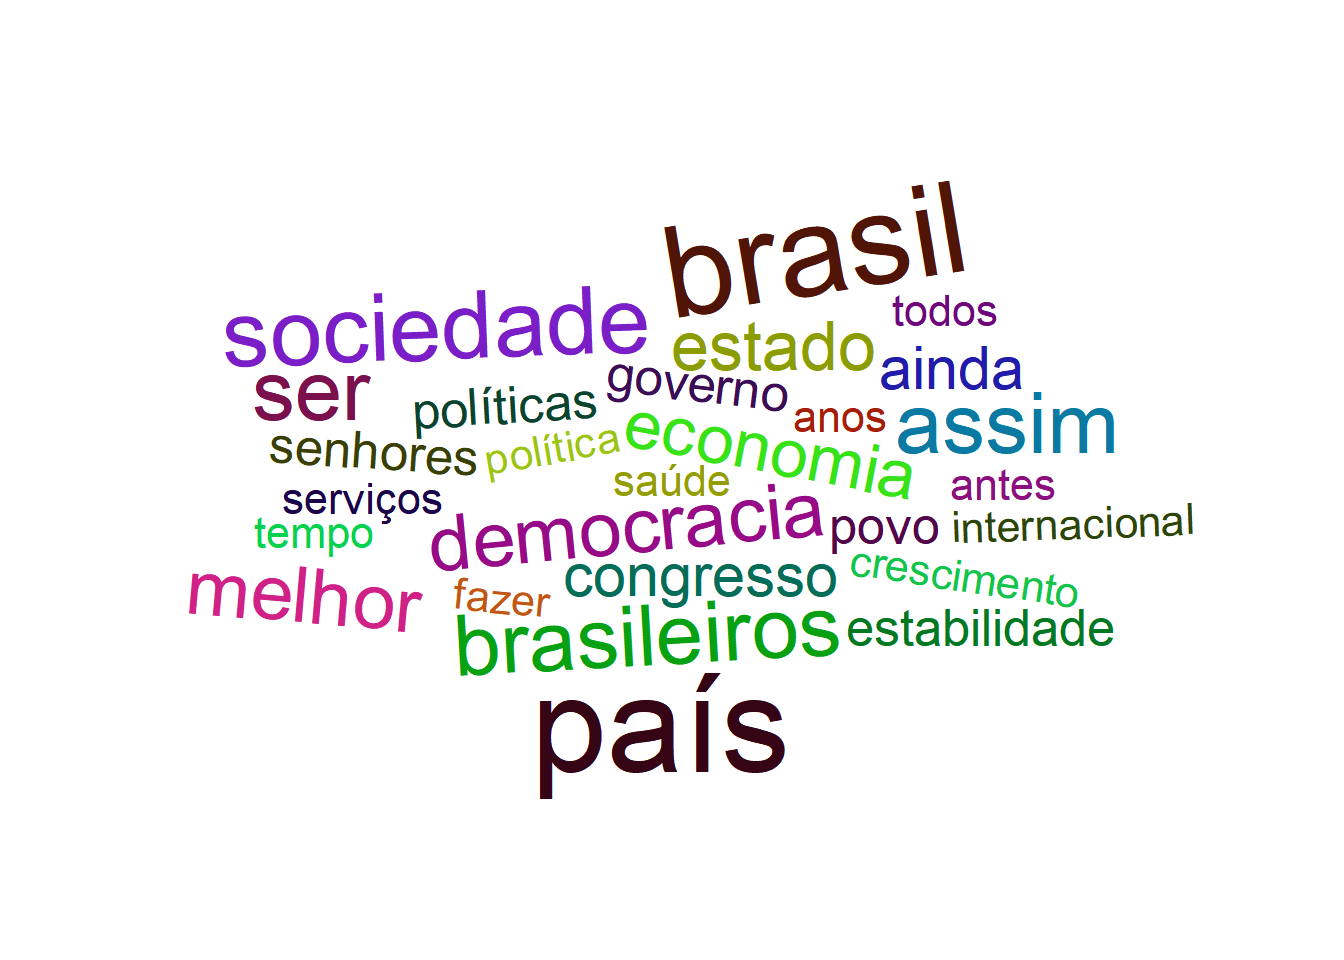 brasil
sociedade
todos
estado
ainda
ser
governo
políticas
anos
assim
economia
senhores
política
saúde
antes
serviços
democracia
povo
internacional
tempo
congresso
crescimento
melhor
fazer
brasileiros
estabilidade
país